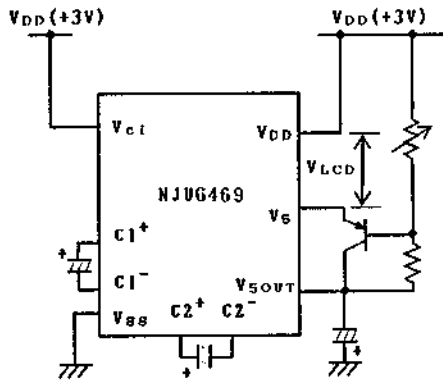 VDD(+3V)
VDD(+3V)
Vci
VDD
VLCD
NJU6469
V5
C1+
C1-
V5OUT
VSS
C2+
C2-
+
+
+